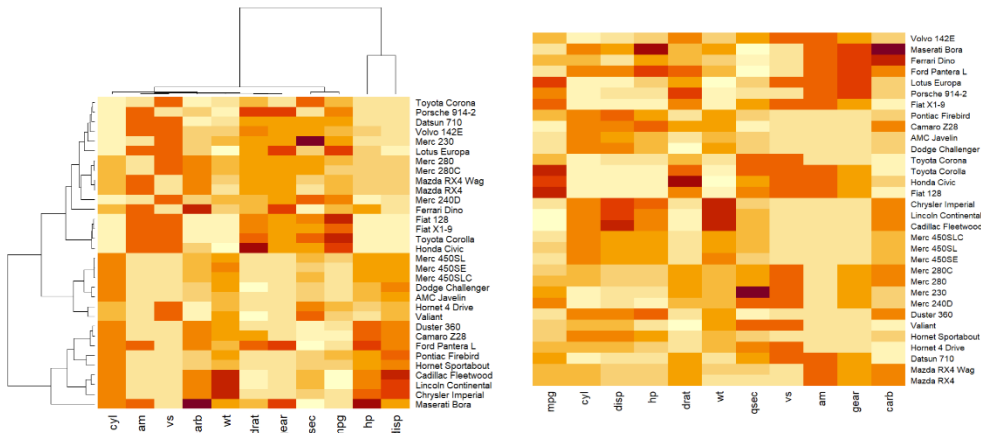 Toyota Corona
Porsche 914-2
Datsun 710
Volvo 142E
Merc 230
Lotus Europa
Merc 280
Merc 280C
Mazda RX4 Wag
Mazda RX4
Merc 240D
Ferrari Dino
Fiat 128
Fiat X1-9
Toyota Corolla
Honda Civic
Merc 450SL
Merc 450SE
Merc 450SLC
Dodge Challenger
AMC Javelin
Hornet 4 Drive
Valiant
Duster 360
Camaro Z28
Ford Pantera L
Pontiac Firebird
Hornet Sportabout
Cadillac Fleetwood
Lincoln Continental
Chrysler Imperial
Maserati Bora
cyl
am
vs
arb
wt
drat
ear
sec
mpg
hp
disp
Volvo 142E
Maserati Bora
Ferrari Dino
Ford Pantera L
Lotus Europa
Porsche 914-2
Fiat X1-9
Pontiac Firebird
Camaro Z28
AMC Javelin
Dodge Challenger
Toyota Corona
Toyota Corolla
Honda Civic
Fiat 128
Chrysler Imperial
Lincoln Continental
Cadillac Fleetwood
Merc 450SLC
Merc 450SL
Merc 450SE
Merc 280C
Merc 280
Merc 230
Merc 240D
Duster 360
Valiant
Hornet Sportabout
Hornet 4 Drive
Datsun 710
Mazda RX4 Wag
Mazda RX4
mpg
cyl
disp
hp
drat
wt
qsec
vs
am
gear
carb